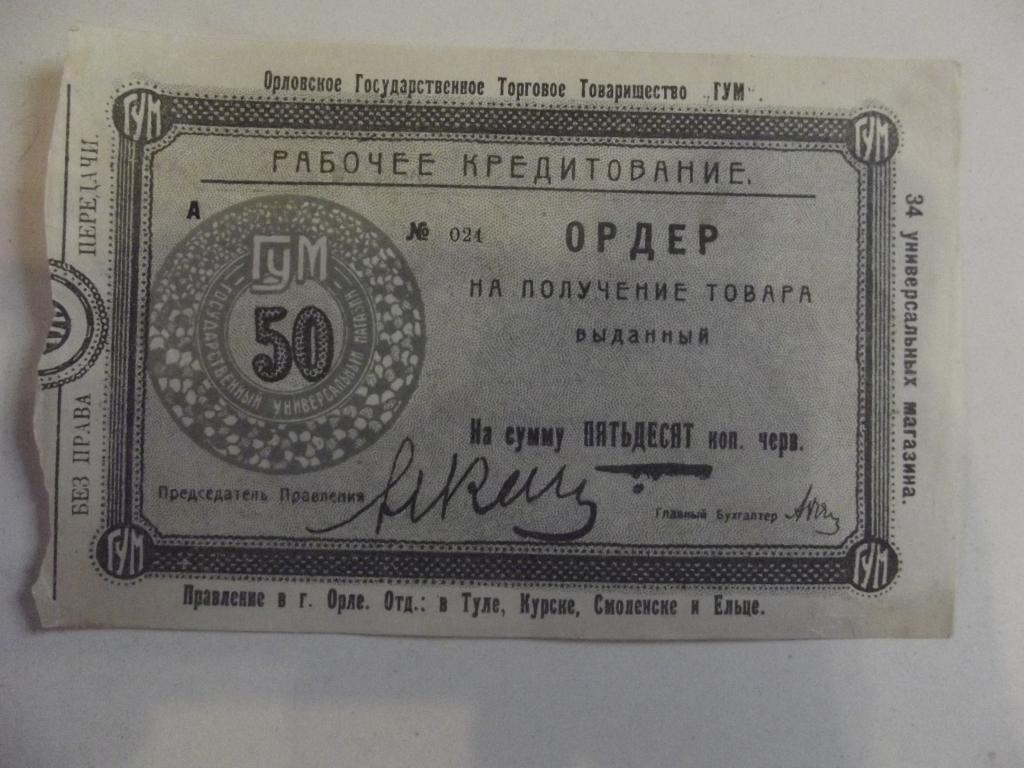 Орловское Государственное Торговое Товарищество „ГУМ".
ГУМ
ГУМ
РАБОЧЕЕ КРЕДИТОВАНИЕ.
А
№ 024
ОРДЕР
НА ПОЛУЧЕНИЕ ТОВАРА
выданный
ГУМ
50
ГОСУДАРСТВЕННЫЙ УНИВЕРСАЛЬНЫЙ МАГАЗИН
На сумму ПЯТЬДЕСЯТ коп. черв.
Председатель Правления
Главный Бухгалтер
ГУМ
ГУМ
Правление в г. Орле. Отд.: в Туле, Курске, Смоленске и Ельце.
БЕЗ ПРАВА ПЕРЕДАЧИ.
34 универсальных магазина.